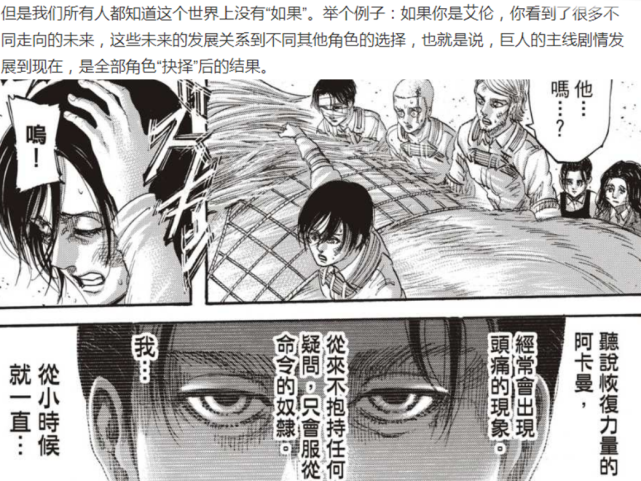 但是我们所有人都知道这个世界上没有“如果”。举个例子：如果你是艾伦，你看到了很多不
同走向的未来，这些未来的发展关系到不同其他角色的选择，也就是说，巨人的主线剧情发
展到现在，是全部角色“抉择”后的结果。
他…
嗎…？
嗚！
聽說恢復力量的
阿卡曼，
經常會出現
頭痛的現象。
從來不抱持任何
疑問，只會服從
命令的奴隸。
我…
從小時候
就一直…